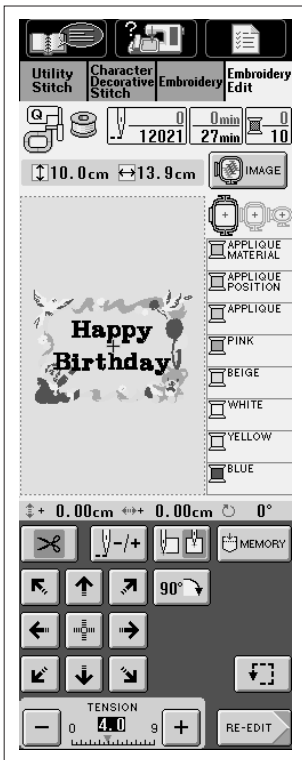 ?
Utility Stitch
Character Decorative Stitch
Embroidery
Embroidery Edit
Q
0
12021
0min
27min
0
10
10.0cm 13.9cm
IMAGE
APPLIQUE MATERIAL
APPLIQUE POSITION
APPLIQUE
PINK
BEIGE
WHITE
YELLOW
BLUE
Happy
Birthday
+ 0.00cm + 0.00cm 0°
-/+
MEMORY
90°
TENSION
− 0 4.0 9 +
RE-EDIT